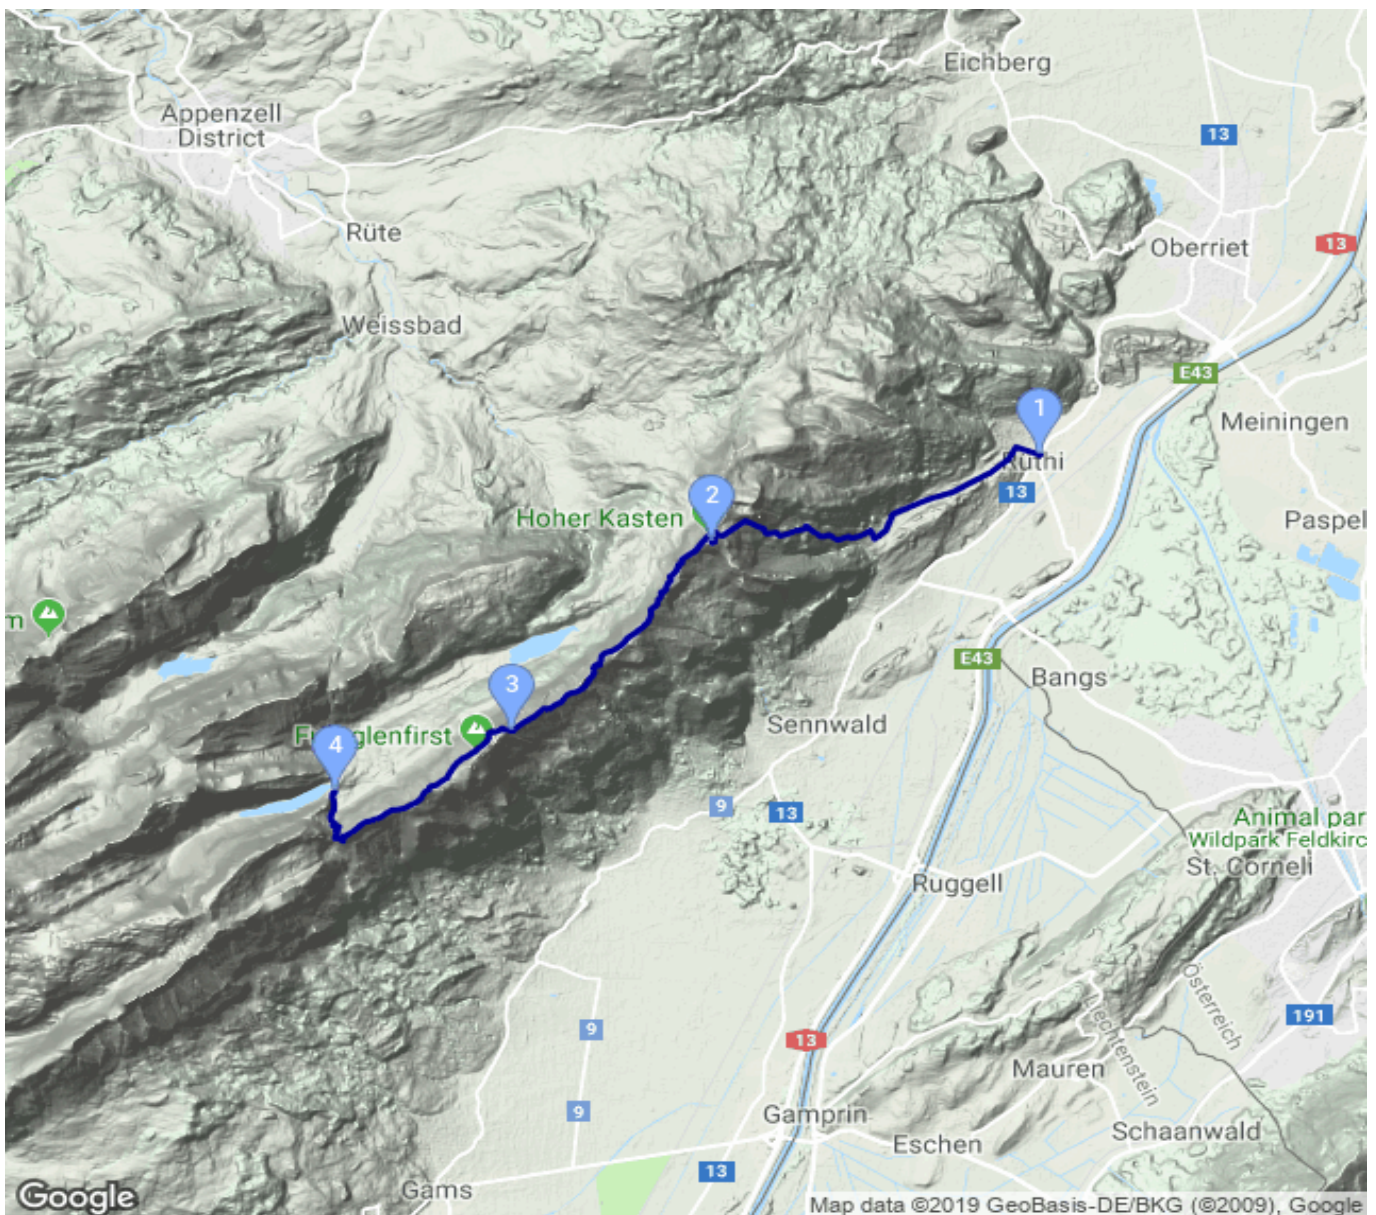 Eichberg
Appenzell
District
13
Rüte
Oberriet
13
Weissbad
E43
1
Meiningen
Rüthi
2
13
Hoher Kasten
Paspel
m
E43
Bangs
3
Sennwald
4
first
9
13
Animal par
Wildpark Feldkirc
St. Corneli
Ruggell
Österreich
Liechtenstein
191
9
13
Mauren
9
Gamprin
Schaanwald
Eschen
13
Gams
Google
Map data ©2019 GeoBasis-DE/BKG (©2009), Google